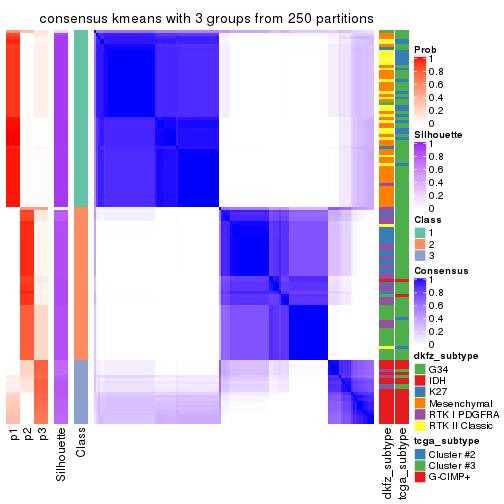 consensus kmeans with 3 groups from 250 partitions
Prob
1
0.8
0.6
0.4
0.2
0
Silhouette
1
0.8
0.6
0.4
0.2
0
Class
1
2
3
Consensus
1
0.8
0.6
0.4
0.2
0
dkfz_subtype
G34
IDH
K27
Mesenchymal
RTK I PDGFRA
RTK II Classic
tcga_subtype
Cluster #2
Cluster #3
G-CIMP+
p1
p2
p3
Silhouette
Class
dkfz_subtype
tcga_subtype